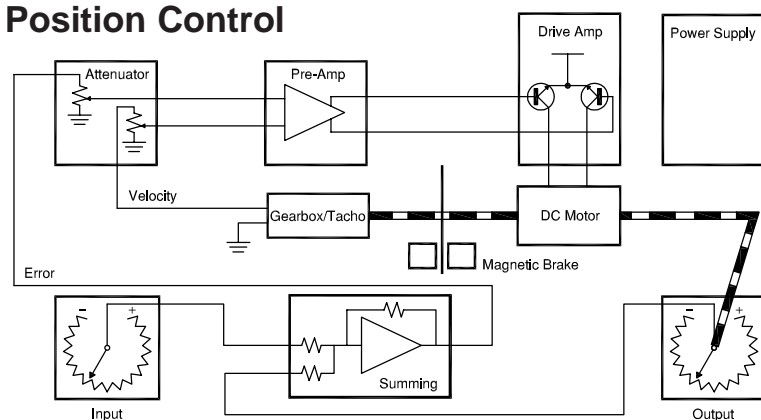 Position Control
Attenuator
Pre-Amp
Drive Amp
Power Supply
Velocity
Gearbox/Tacho
DC Motor
Magnetic Brake
Error
- +
Summing
- +
Input
Output